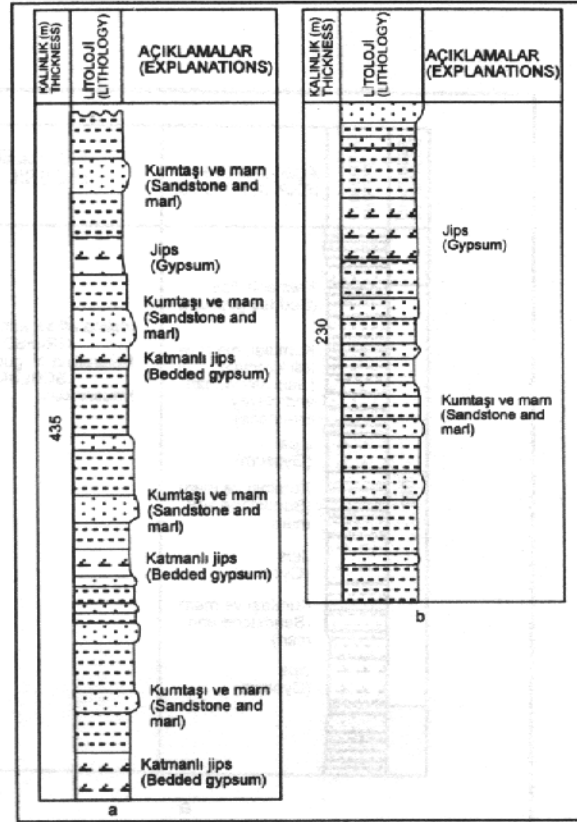 KALINLIK (m)
THICKNESS)
LİTOLOJİ
(LITHOLOGY)
AÇIKLAMALAR
(EXPLANATIONS)
Kumtaşı ve marn
(Sandstone and
marl)
Jips
(Gypsum)
Kumtaşı ve marn
(Sandstone and
marl)
Katmanlı jips
(Bedded gypsum)
435
Kumtaşı ve marn
(Sandstone and
marl)
Katmanlı jips
(Bedded gypsum)
Kumtaşı ve marn
(Sandstone and
marl)
Katmanlı jips
(Bedded gypsum)
a
KALINLIK (m)
THICKNESS)
LİTOLOJİ
(LITHOLOGY)
AÇIKLAMALAR
(EXPLANATIONS)
Jips
(Gypsum)
230
Kumtaşı ve marn
(Sandstone and
marl)
b